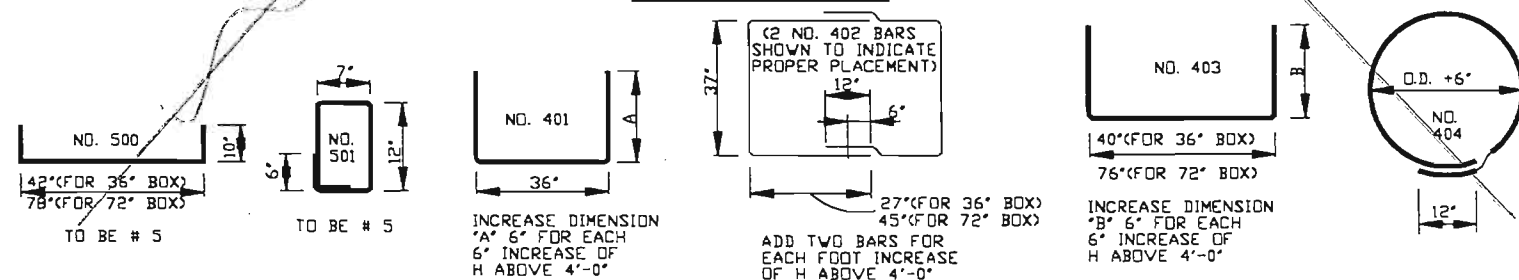 NO. 500
10"
42"(FOR 36" BOX)
78"(FOR 72" BOX)
TO BE # 5
7"
NO.
501
12"
6"
TO BE # 5
NO. 401
A
36"
INCREASE DIMENSION
"A" 6" FOR EACH
6" INCREASE OF
H ABOVE 4'-0"
(2 NO. 402 BARS
SHOWN TO INDICATE
PROPER PLACEMENT)
37"
12"
6"
27"(FOR 36" BOX)
45"(FOR 72" BOX)
ADD TWO BARS FOR
EACH FOOT INCREASE
OF H ABOVE 4'-0"
NO. 403
B
40"(FOR 36" BOX)
76"(FOR 72" BOX)
INCREASE DIMENSION
"B" 6" FOR EACH
6" INCREASE OF
H ABOVE 4'-0"
O.D. +6"
NO.
404
12"